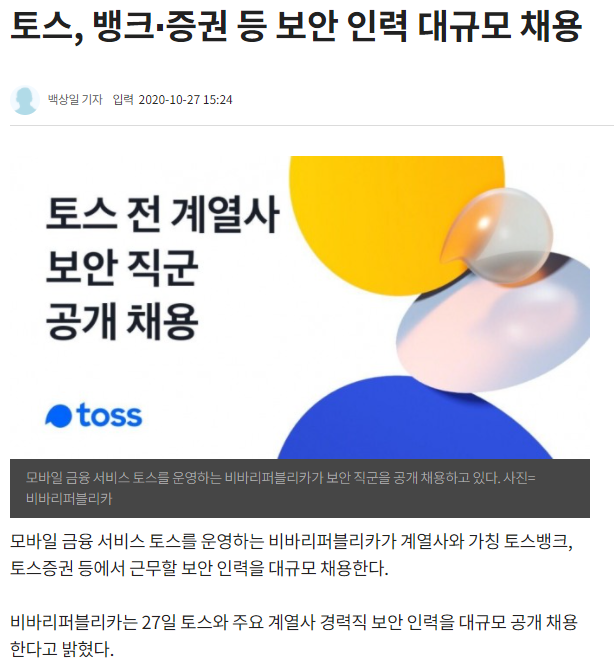 토스, 뱅크·증권 등 보안 인력 대규모 채용
백상일 기자 입력 2020-10-27 15:24
토스 전 계열사
보안 직군
공개 채용
toss
모바일 금융 서비스 토스를 운영하는 비바리퍼블리카가 보안 직군을 공개 채용하고 있다. 사진=
비바리퍼블리카
모바일 금융 서비스 토스를 운영하는 비바리퍼블리카가 계열사와 가칭 토스뱅크,
토스증권 등에서 근무할 보안 인력을 대규모 채용한다.
비바리퍼블리카는 27일 토스와 주요 계열사 경력직 보안 인력을 대규모 공개 채용
한다고 밝혔다.